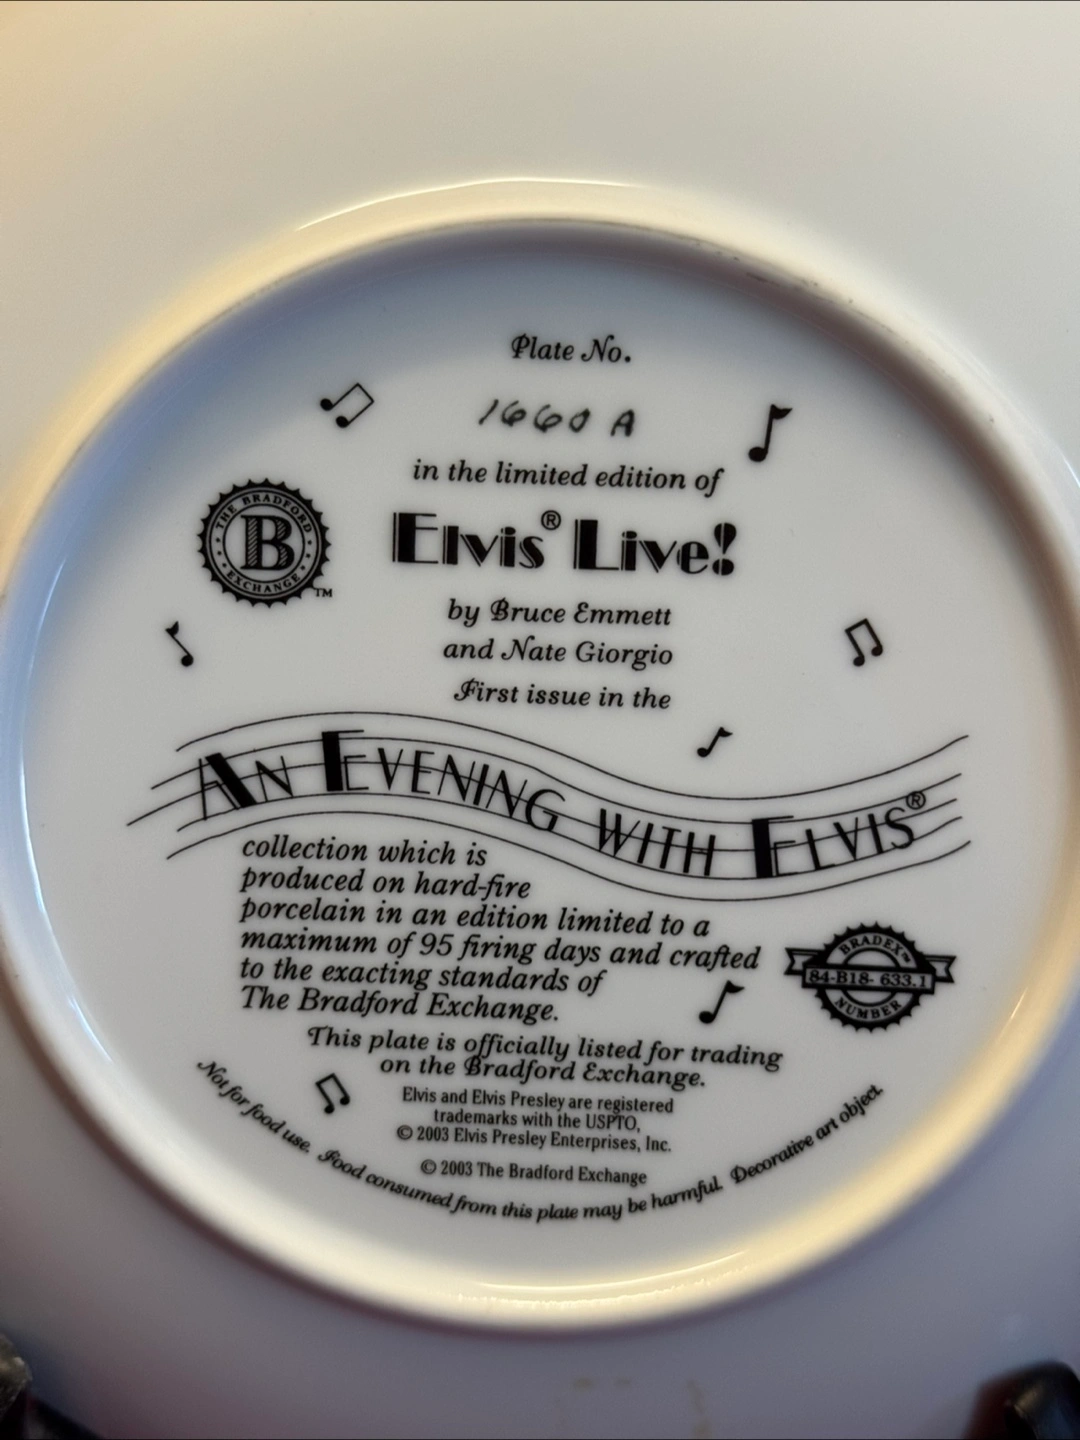 Plate No.
1660 A
in the limited edition of
THE BRADFORD
B
EXCHANGE
TM
Elvis® Live!
by Bruce Emmett
and Nate Giorgio
First issue in the
AN EVENING WITH ELVIS®
collection which is
produced on hard-fire
porcelain in an edition limited to a
maximum of 95 firing days and crafted
to the exacting standards of
The Bradford Exchange.
BRADEX™
84-B18- 633.1
NUMBER
This plate is officially listed for trading
on the Bradford Exchange.
Elvis and Elvis Presley are registered
trademarks with the USPTO,
© 2003 Elvis Presley Enterprises, Inc.
© 2003 The Bradford Exchange
Not for food use. Food consumed from this plate may be harmful. Decorative art object.